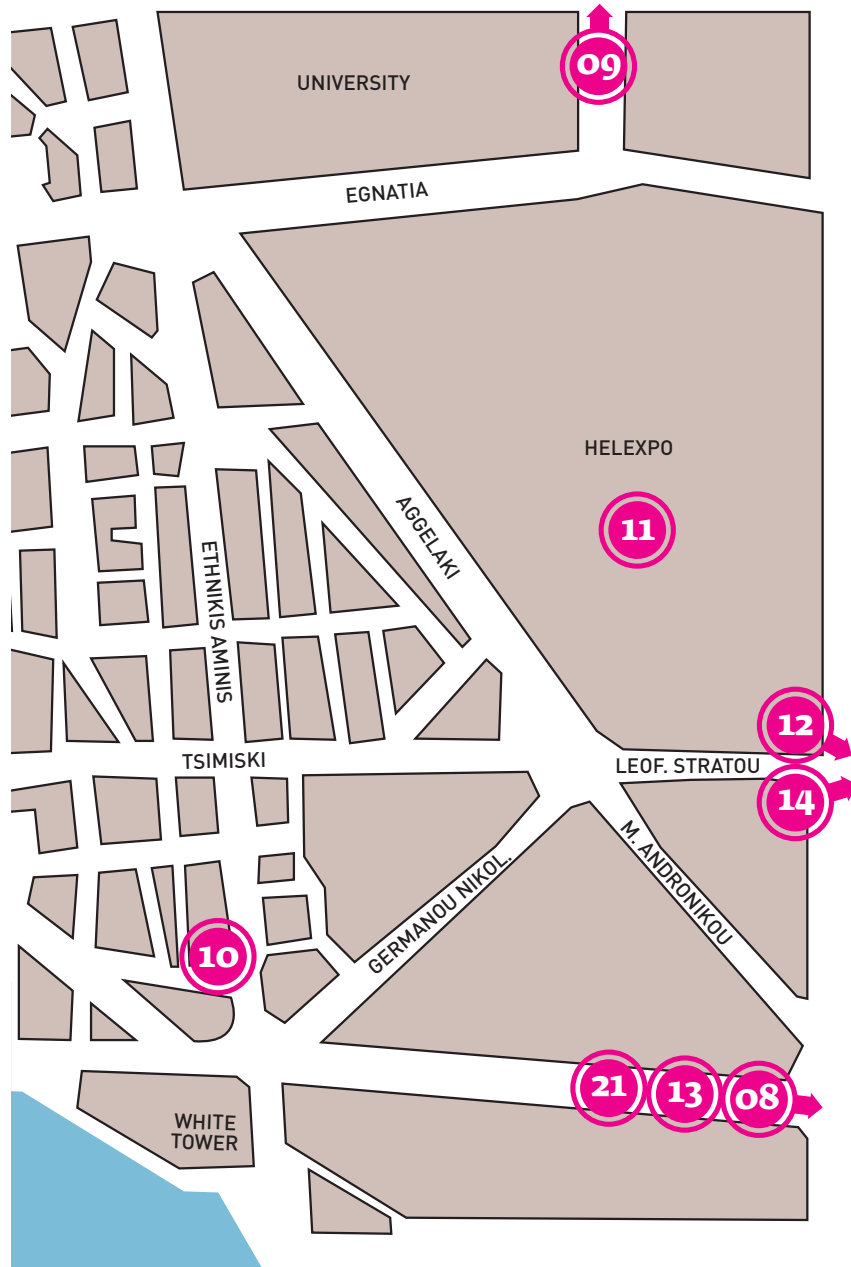 09
UNIVERSITY
EGNATIA
HELEXPO
11
AGGELAKI
ETHNIKIS AMINIS
12
TSIMISKI
LEOF. STRATOU
14
M. ANDRONIKOU
GERMANOU NIKOL.
10
21
13
08
WHITE
TOWER